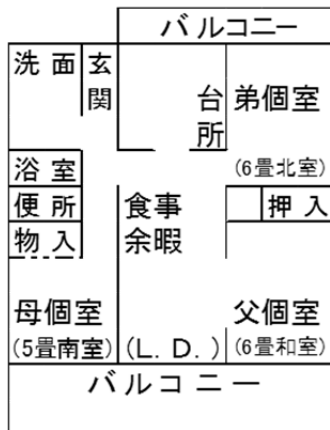 バルコニー
洗面
玄関
台所
弟個室
(6畳北室)
浴室
便所
物入
食事
余暇
押入
母個室
(5畳南室)
(L.D.)
父個室
(6畳和室)
バルコニー